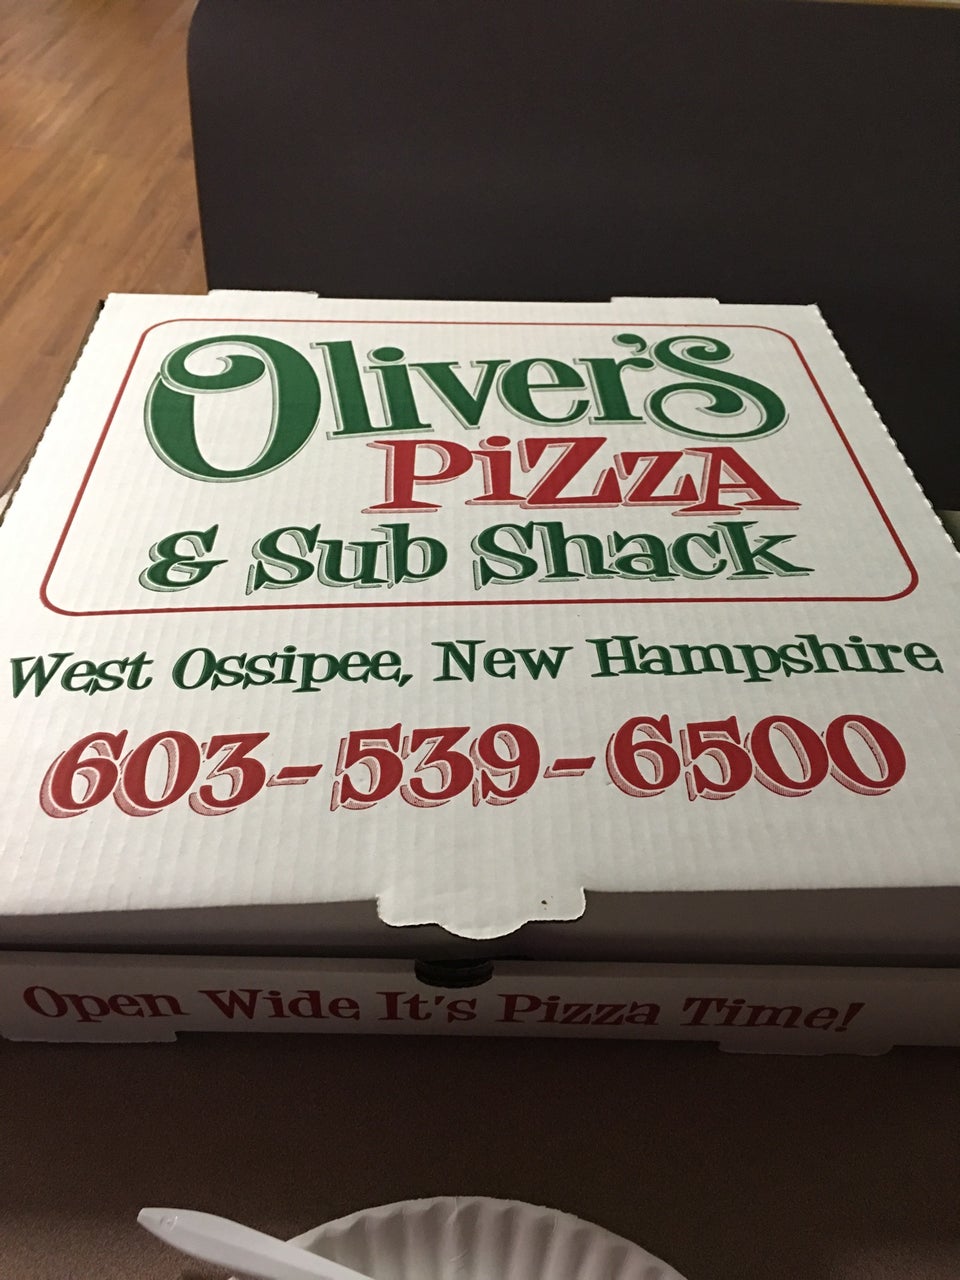 Oliver's
PiZZA
& Sub Shack
West Ossipee, New Hampshire
603-539-6500
Open Wide It's Pizza Time!